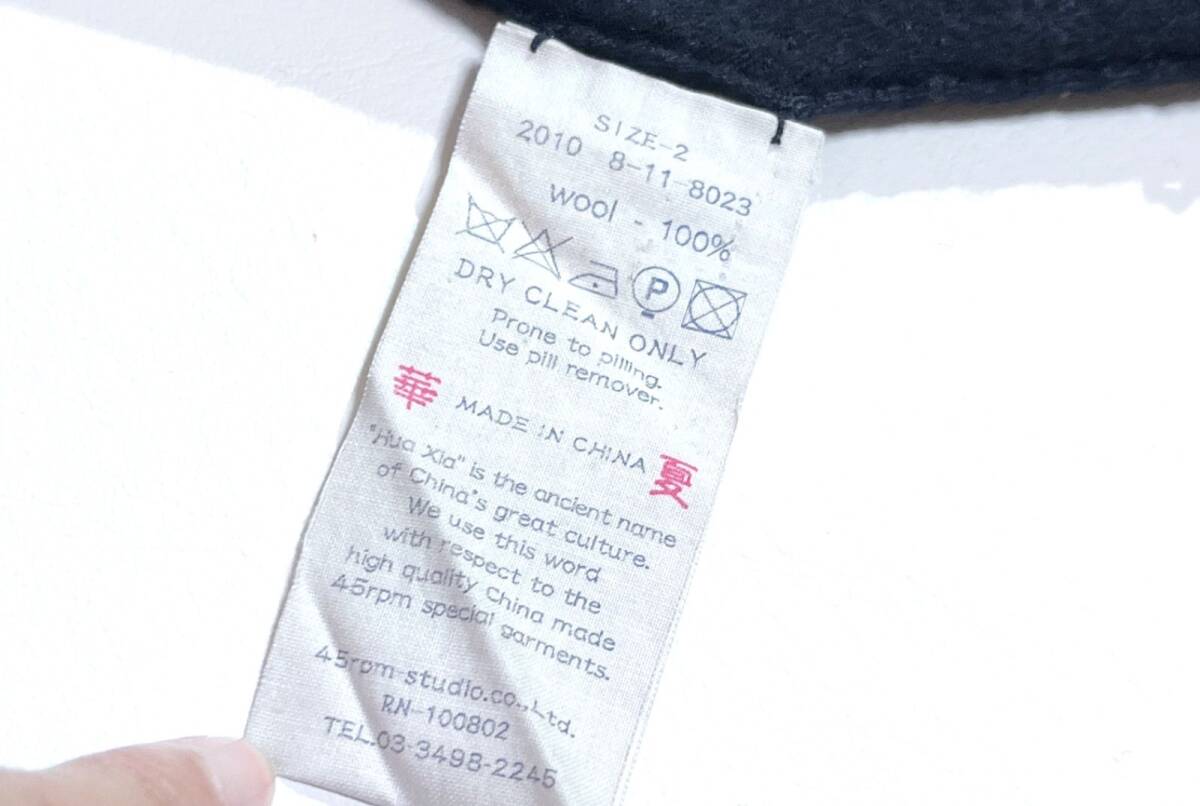 SIZE-2
2010 8-11-8023
Wool - 100%
P
DRY CLEAN ONLY
Prone to pilling.
Use pill remover.
華 MADE IN CHINA 夏
"Hua Xia" is the ancient name
of China's great culture.
We use this word
with respect to the
high quality China made
45rpm special garments.
45rpm-studio.co.,Ltd.
RN-100802
TEL.03-3498-2245